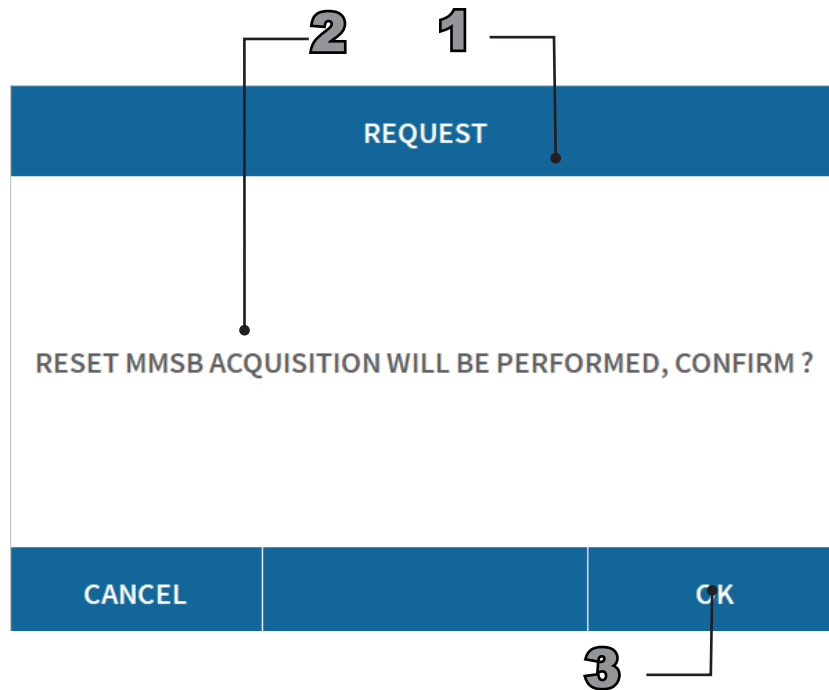 2 1
REQUEST
RESET MMSB ACQUISITION WILL BE PERFORMED, CONFIRM ?
CANCEL OK
3